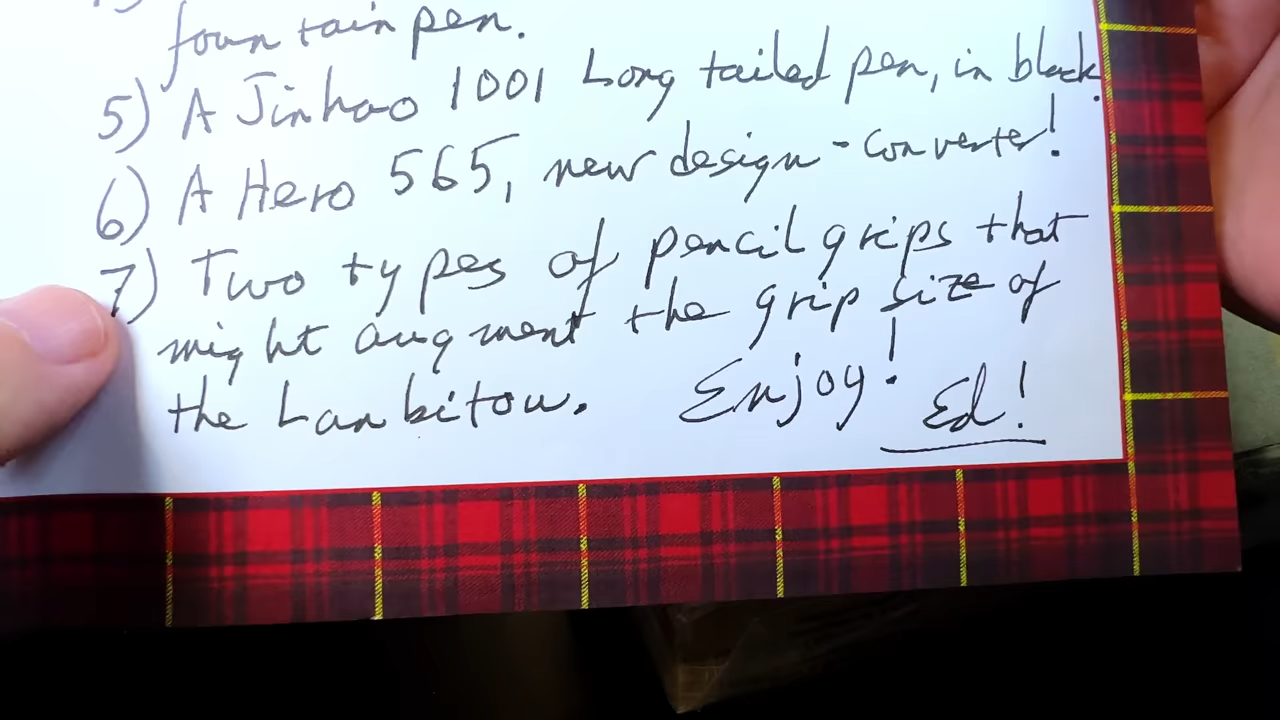 fountain pen.
5) A Jinhao 1001 Long tailed pen, in black.
6) A Hero 565, new design - converter!
7) Two types of pencil grips that
might augment the grip size of
the Lanbitou. Enjoy! Ed!